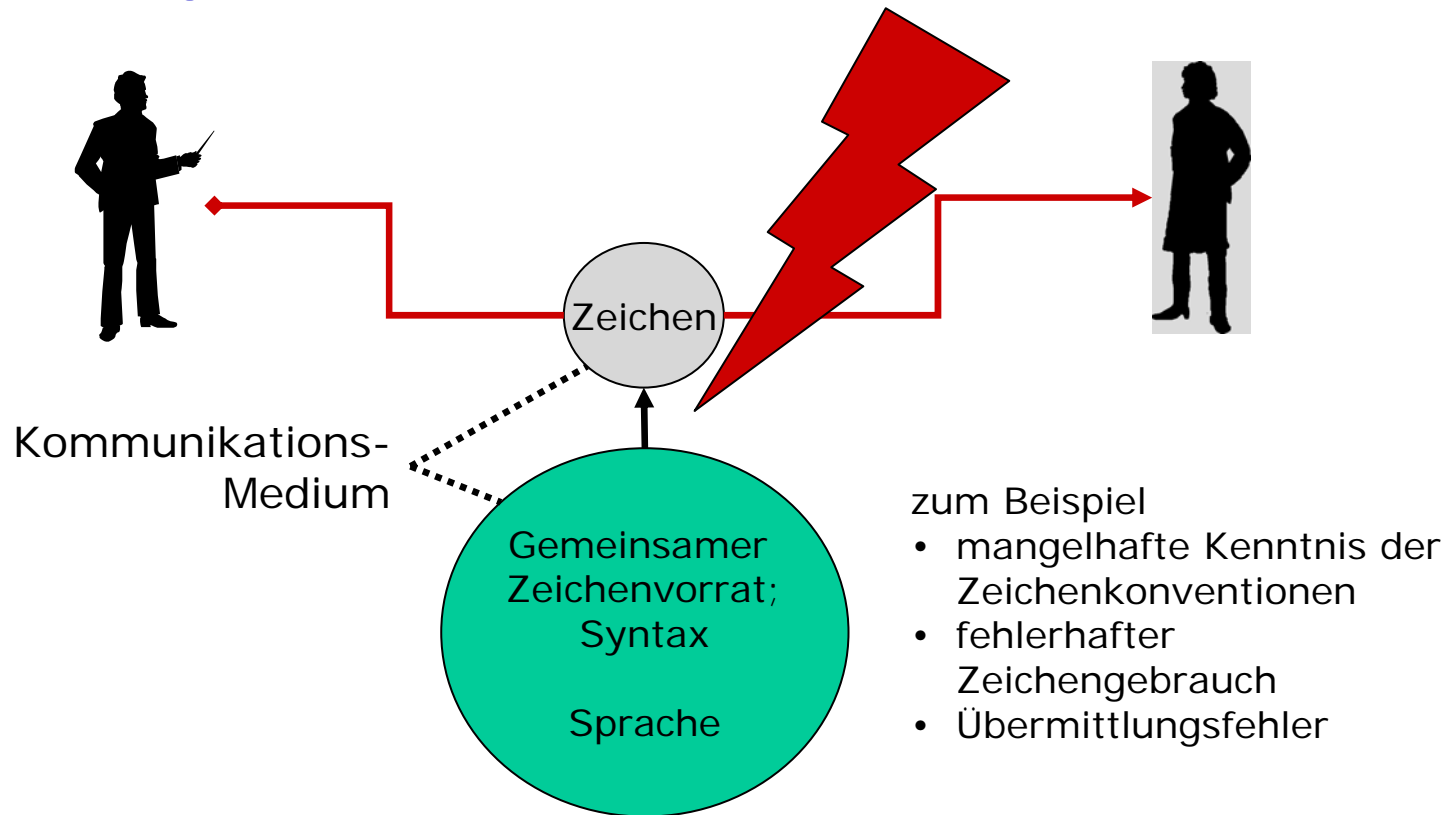 Zeichen
Kommunikations-
Medium
Gemeinsamer
Zeichenvorrat;
Syntax
Sprache
zum Beispiel
• mangelhafte Kenntnis der
Zeichenkonventionen
• fehlerhafter
Zeichengebrauch
• Übermittlungsfehler